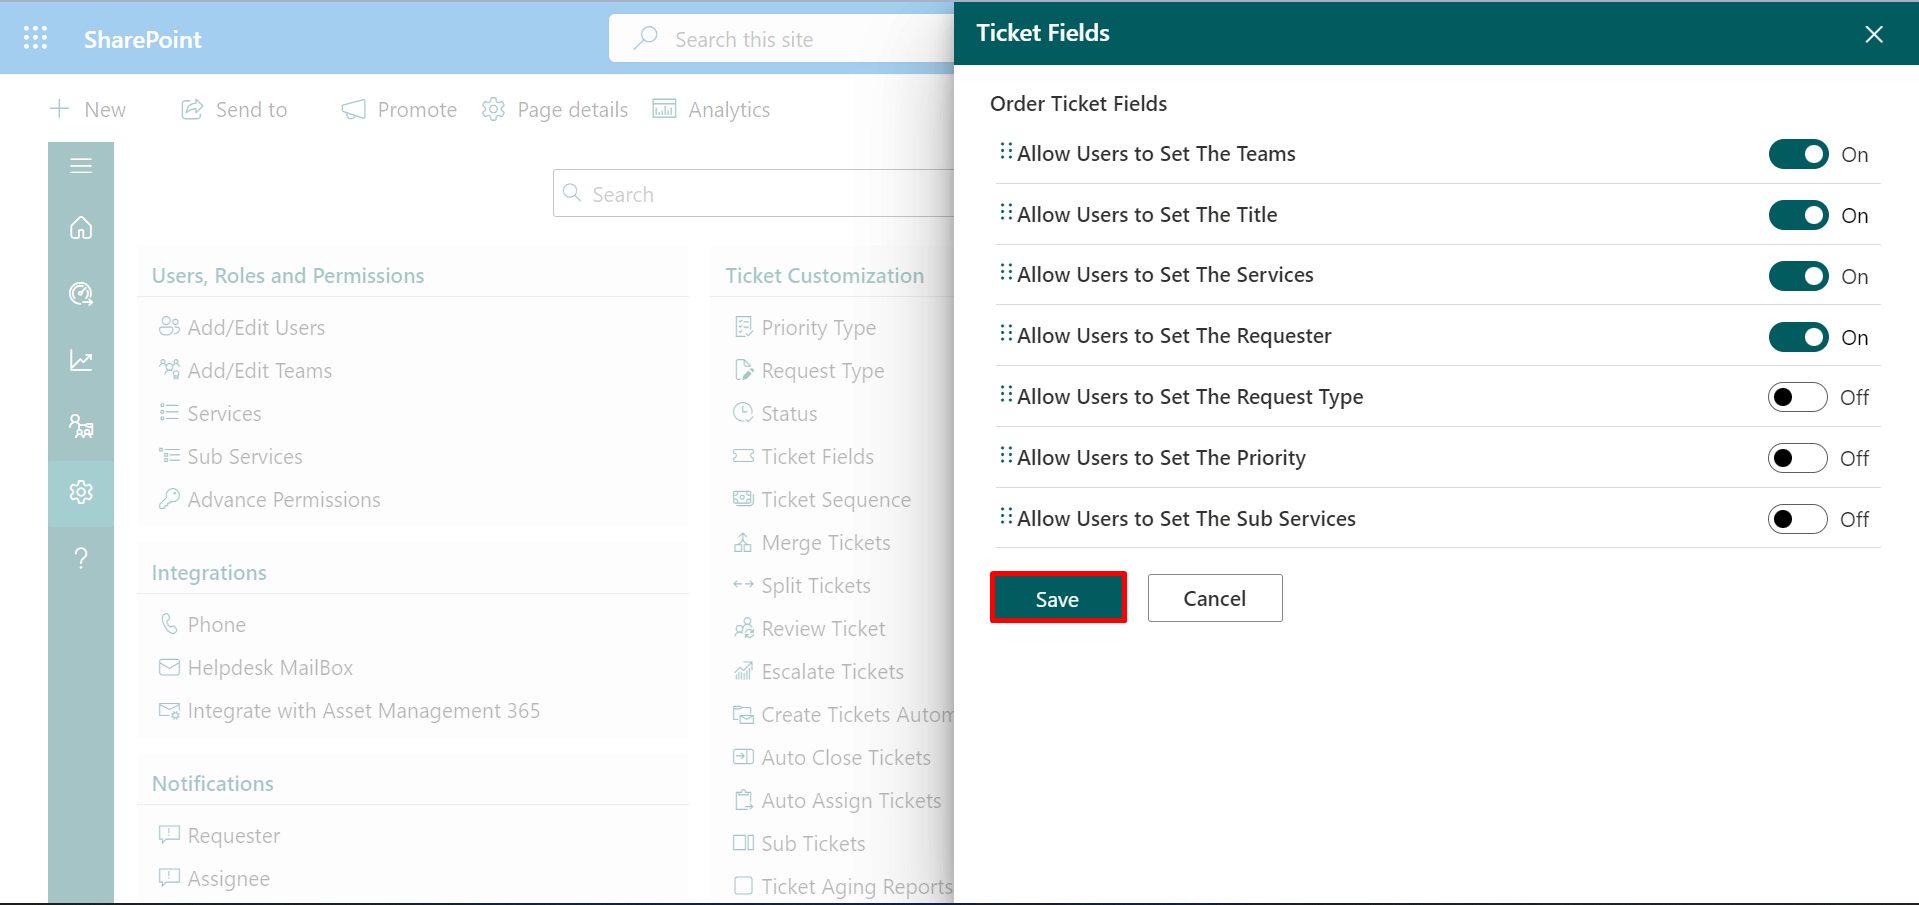 SharePoint
Search this site
New
Send to
Promote
Page details
Analytics
Search
Users, Roles and Permissions
Add/Edit Users
Add/Edit Teams
Services
Sub Services
Advance Permissions
Integrations
Phone
Helpdesk MailBox
Integrate with Asset Management 365
Notifications
Requester
Assignee
Ticket Customization
Priority Type
Request Type
Status
Ticket Fields
Ticket Sequence
Merge Tickets
Split Tickets
Review Ticket
Escalate Tickets
Create Tickets Autom
Auto Close Tickets
Auto Assign Tickets
Sub Tickets
Ticket Aging Reports
Ticket Fields
Order Ticket Fields
Allow Users to Set The Teams On
Allow Users to Set The Title On
Allow Users to Set The Services On
Allow Users to Set The Requester On
Allow Users to Set The Request Type Off
Allow Users to Set The Priority Off
Allow Users to Set The Sub Services Off
Save
Cancel